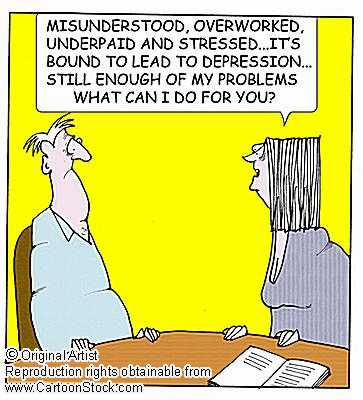 MISUNDERSTOOD, OVERWORKED,
UNDERPAID AND STRESSED...IT'S
BOUND TO LEAD TO DEPRESSION...
STILL ENOUGH OF MY PROBLEMS
WHAT CAN I DO FOR YOU?
© Original Artist
Reproduction rights obtainable from
www.CartoonStock.com